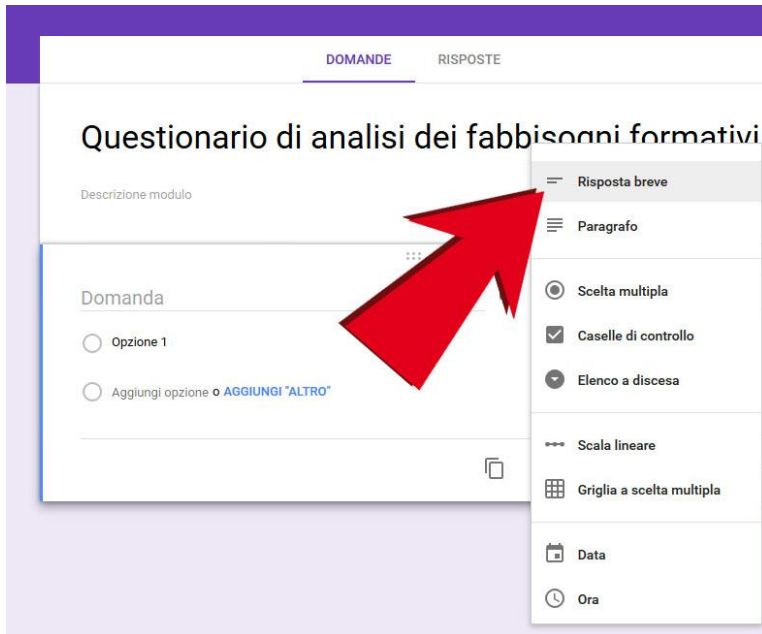 DOMANDE RISPOSTE
Questionario di analisi dei fabbisogni formativi
Descrizione modulo
Domanda
Opzione 1
Aggiungi opzione o AGGIUNGI "ALTRO"
Risposta breve
Paragrafo
Scelta multipla
Caselle di controllo
Elenco a discesa
Scala lineare
Griglia a scelta multipla
Data
Ora